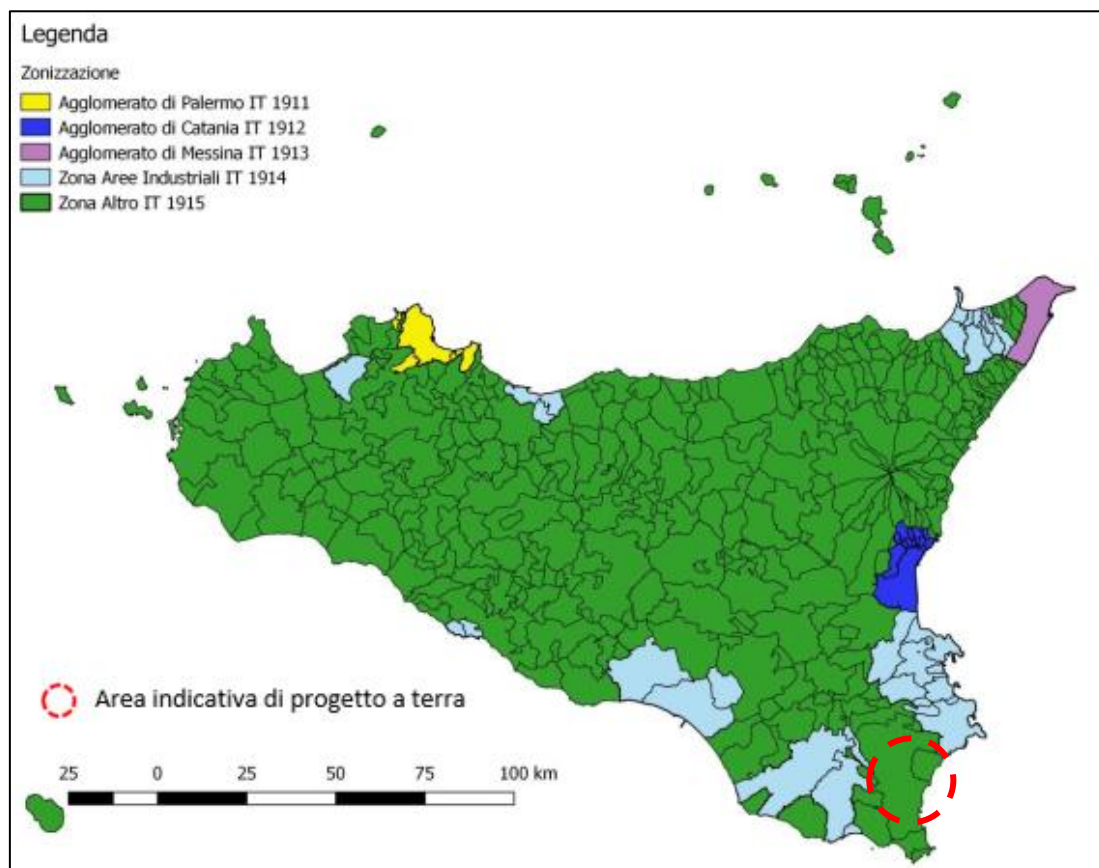 Legenda
Zonizzazione
Agglomerato di Palermo IT 1911
Agglomerato di Catania IT 1912
Agglomerato di Messina IT 1913
Zona Aree Industriali IT 1914
Zona Altro IT 1915
Area indicativa di progetto a terra
25 0 25 50 75 100 km